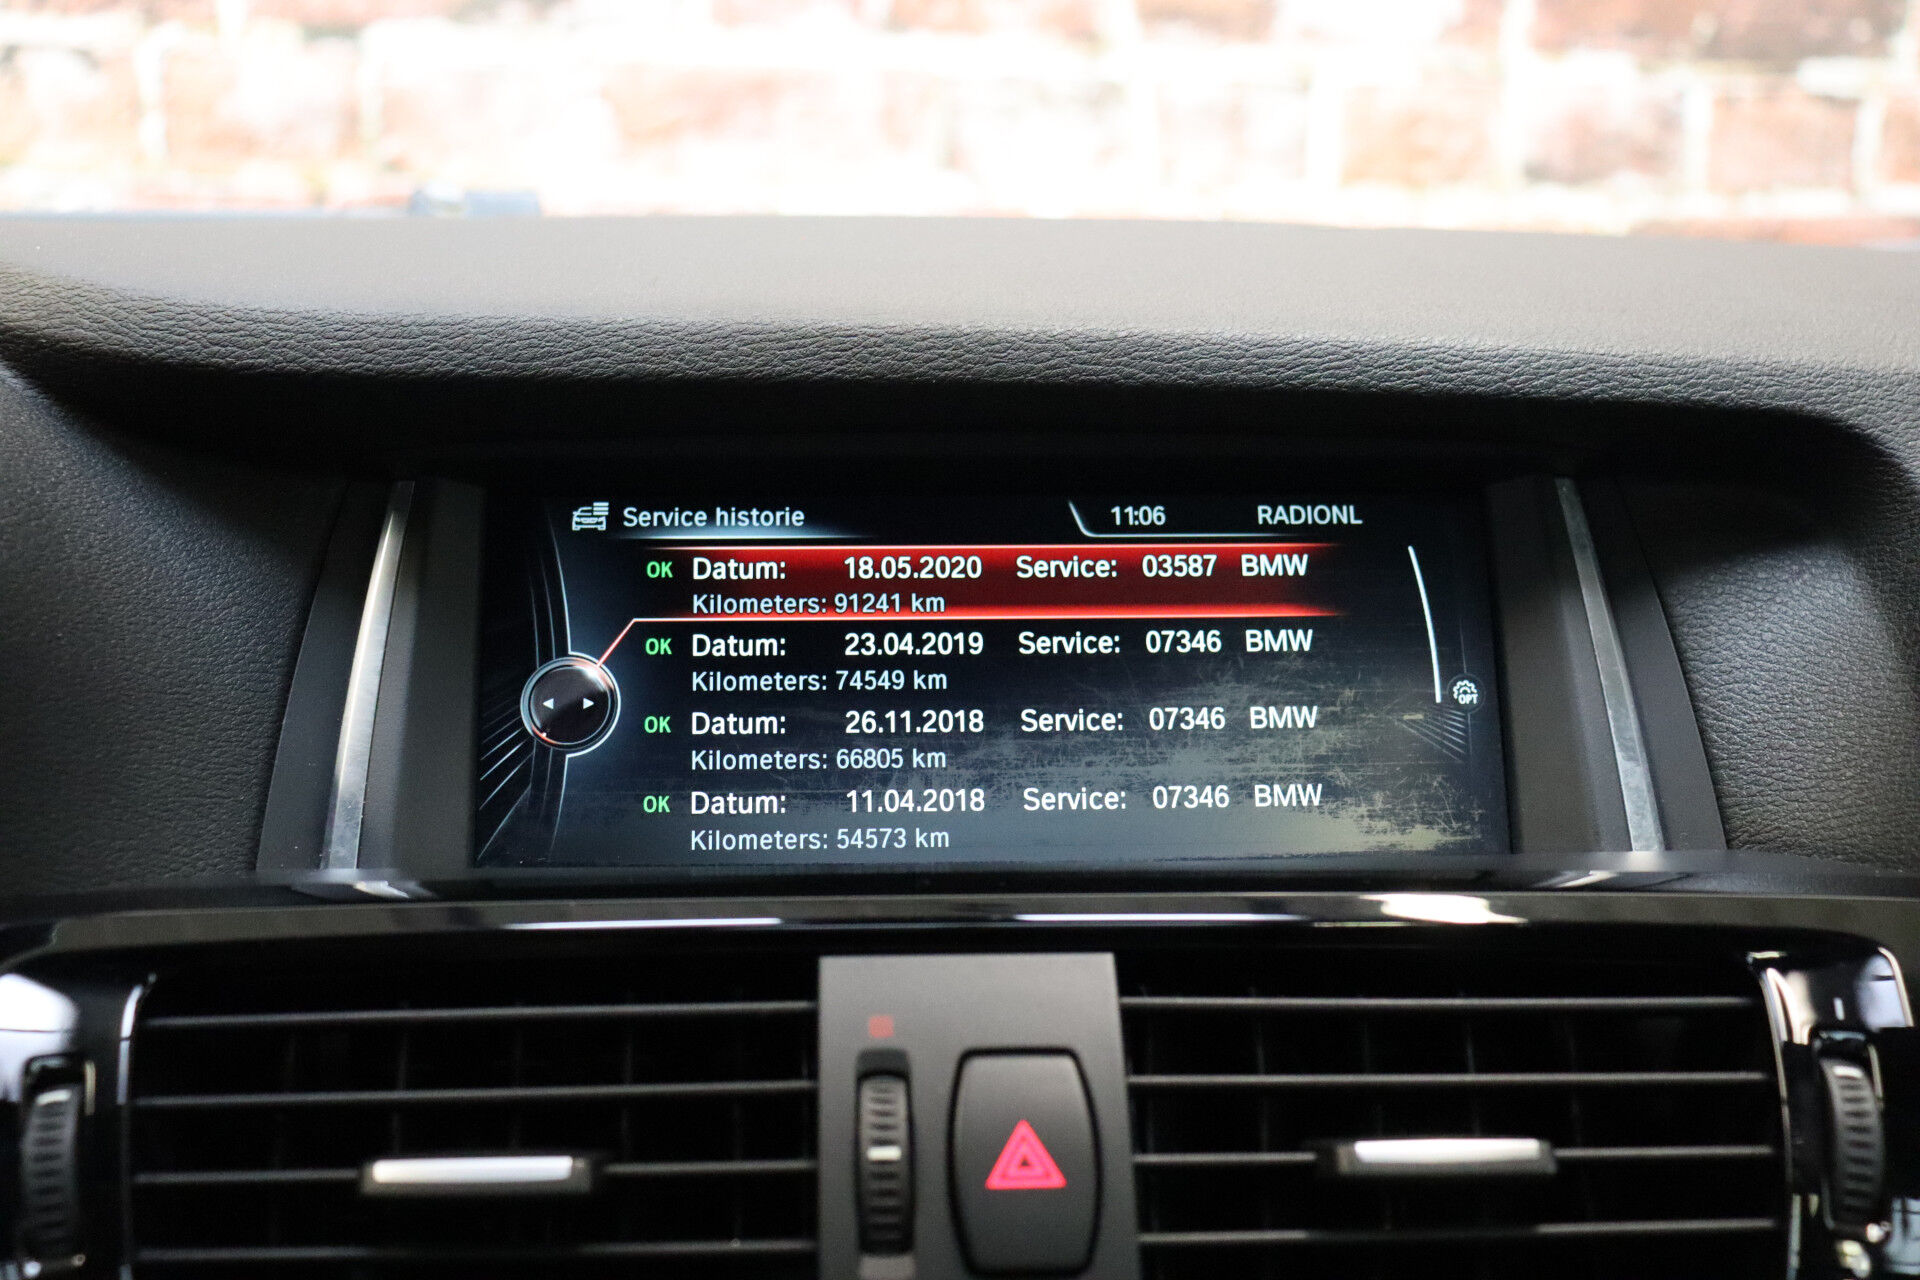 Service historie 11:06 RADIONL
OK Datum: 18.05.2020 Service: 03587 BMW
Kilometers: 91241 km
OK Datum: 23.04.2019 Service: 07346 BMW
Kilometers: 74549 km
OPT
OK Datum: 26.11.2018 Service: 07346 BMW
Kilometers: 66805 km
OK Datum: 11.04.2018 Service: 07346 BMW
Kilometers: 54573 km